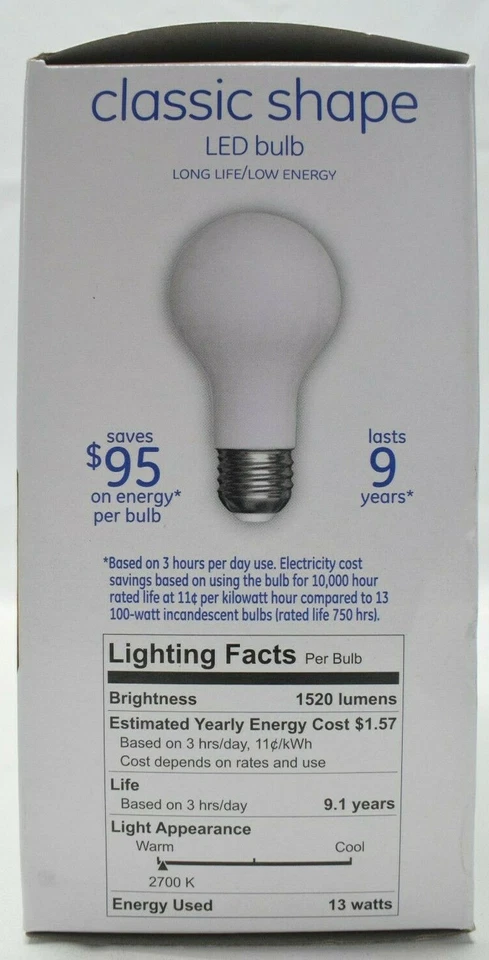 classic shape
LED bulb
LONG LIFE/LOW ENERGY
saves
$95
on energy*
per bulb
lasts
9
years*
*Based on 3 hours per day use. Electricity cost
savings based on using the bulb for 10,000 hour
rated life at 11¢ per kilowatt hour compared to 13
100-watt incandescent bulbs (rated life 750 hrs).
Lighting Facts Per Bulb
Brightness 1520 lumens
Estimated Yearly Energy Cost $1.57
Based on 3 hrs/day, 11¢/kWh
Cost depends on rates and use
Life
Based on 3 hrs/day 9.1 years
Light Appearance
Warm Cool
2700 K
Energy Used 13 watts